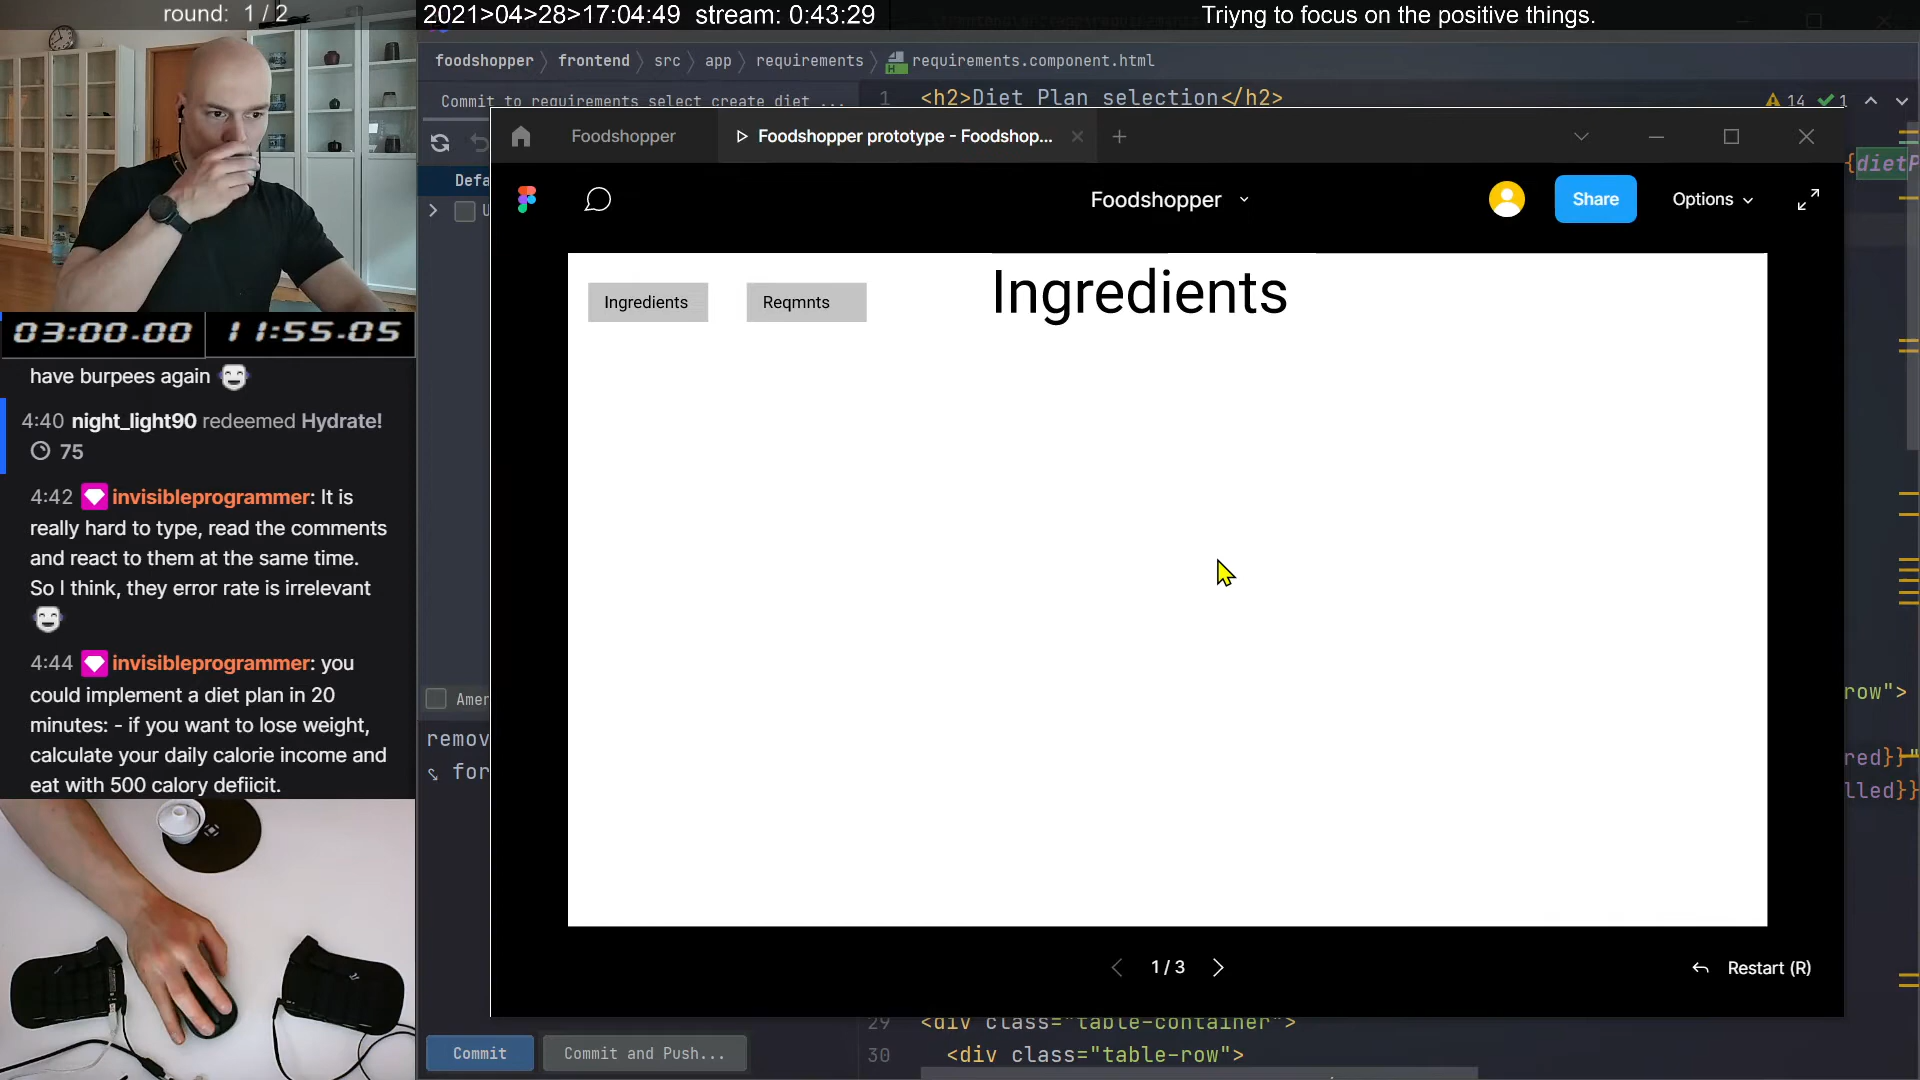 round: 1 / 2
2021>04>28>17:04:49 stream: 0:43:29
Triyng to focus on the positive things.
foodshopper
frontend
src
app
requirements
requirements.component.html
Commit to requirements select create diet ...
1
<h2>Diet Plan selection</h2>
14
1
Foodshopper
Foodshopper prototype - Foodshop...
{dietP
Defa
U
Foodshopper
Share
Options
Ingredients
Reqmnts
Ingredients
03:00.00
11:55.05
have burpees again
4:40 night_light90 redeemed Hydrate!
75
4:42 invisibleprogrammer: It is
really hard to type, read the comments
and react to them at the same time.
So I think, they error rate is irrelevant
4:44 invisibleprogrammer: you
could implement a diet plan in 20
minutes: - if you want to lose weight,
calculate your daily calorie income and
eat with 500 calory defiicit.
Amer
remov
for
row">
red}}"
lled}}
1 / 3
Restart (R)
29
<div class="table-container">
30
<div class="table-row">
Commit
Commit and Push...